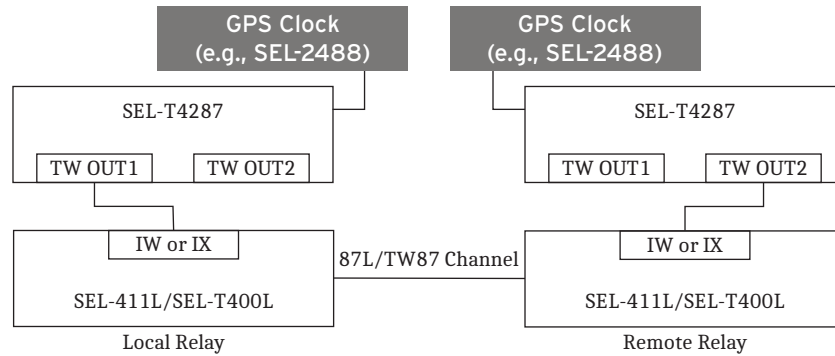 GPS Clock
(e.g., SEL-2488)
GPS Clock
(e.g., SEL-2488)
SEL-T4287
SEL-T4287
TW OUT1
TW OUT2
TW OUT1
TW OUT2
IW or IX
IW or IX
87L/TW87 Channel
SEL-411L/SEL-T400L
SEL-411L/SEL-T400L
Local Relay
Remote Relay